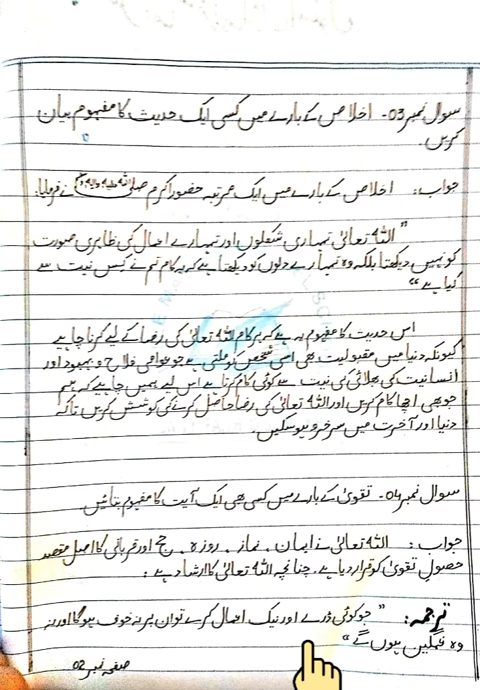 سوال نمبر 03۔ اخلاص کے بارے میں کسی ایک حدیث کا مفہوم بیان
کریں۔
جواب: اخلاص کے بارے میں ایک مرتبہ حضور اکرم صلی اللہ علیہ وآلہ وسلم نے فرمایا:
"اللہ تعالیٰ تمہاری شکلوں اور تمہارے اعمال کی ظاہری صورت
کو نہیں دیکھتا بلکہ وہ تمہارے دلوں کو دیکھتا ہے کہ یہ کام تم نے کس نیت سے
کیا ہے"
اس حدیث کا مفہوم یہ ہے کہ ہر کام اللہ تعالیٰ کی رضا کے لیے کرنا چاہیے
کیونکہ دنیا میں مقبولیت بھی اسی شخص کو ملتی ہے جو عوامی فلاح و بہبود اور
انسانیت کی بھلائی کی نیت سے کوئی کام کرتا ہے اس لیے ہمیں چاہیے کہ ہم
جو بھی اچھا کام کریں اور اللہ تعالیٰ کی رضا حاصل کرنے کی کوشش کریں تاکہ
دنیا اور آخرت میں سرخرو ہو سکیں۔
سوال نمبر 04۔ تقویٰ کے بارے میں کسی بھی ایک آیت کا مفہوم بتائیں
جواب: اللہ تعالیٰ نے ایمان، نماز، روزہ، حج اور قربانی کا اصل مقصد
حصول تقویٰ کو قرار دیا ہے۔ چنانچہ اللہ تعالیٰ کا ارشاد ہے:
ترجمہ: "جو کوئی ڈرے اور نیک اعمال کرے تو ان پر نہ خوف ہوگا اور نہ
وہ غمگین ہوں گے"
صفحہ نمبر 02